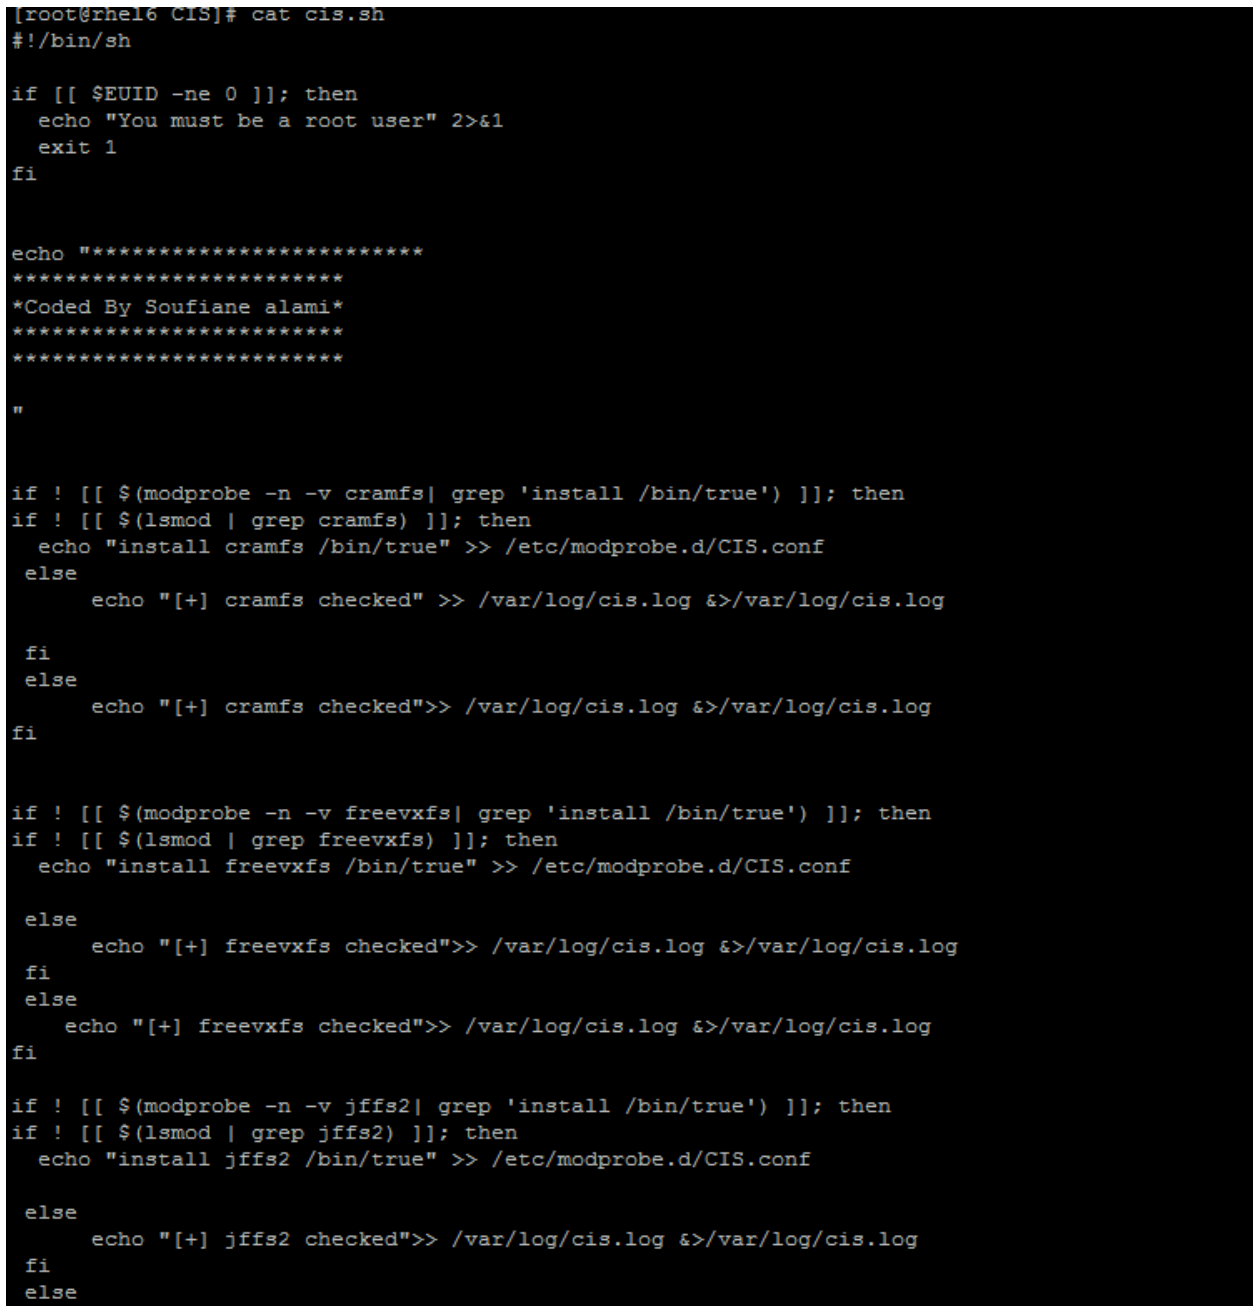 [root@rhel6 CIS]# cat cis.sh
#!/bin/sh

if [[ $EUID -ne 0 ]]; then
  echo "You must be a root user" 2>&1
  exit 1
fi


echo "*************************
*************************
*Coded By Soufiane alami*
*************************
*************************

"


if ! [[ $(modprobe -n -v cramfs| grep 'install /bin/true') ]]; then
if ! [[ $(lsmod | grep cramfs) ]]; then
  echo "install cramfs /bin/true" >> /etc/modprobe.d/CIS.conf
 else
      echo "[+] cramfs checked" >> /var/log/cis.log &>/var/log/cis.log

 fi
 else
      echo "[+] cramfs checked">> /var/log/cis.log &>/var/log/cis.log
fi


if ! [[ $(modprobe -n -v freevxfs| grep 'install /bin/true') ]]; then
if ! [[ $(lsmod | grep freevxfs) ]]; then
  echo "install freevxfs /bin/true" >> /etc/modprobe.d/CIS.conf

 else
      echo "[+] freevxfs checked">> /var/log/cis.log &>/var/log/cis.log
 fi
 else
    echo "[+] freevxfs checked">> /var/log/cis.log &>/var/log/cis.log
fi

if ! [[ $(modprobe -n -v jffs2| grep 'install /bin/true') ]]; then
if ! [[ $(lsmod | grep jffs2) ]]; then
  echo "install jffs2 /bin/true" >> /etc/modprobe.d/CIS.conf

 else
      echo "[+] jffs2 checked">> /var/log/cis.log &>/var/log/cis.log
 fi
 else